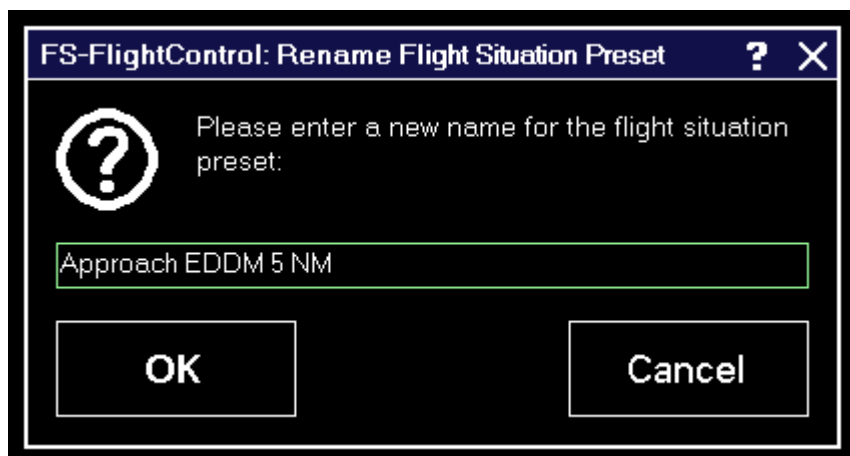 FS-FlightControl: Rename Flight Situation Preset ? X
Please enter a new name for the flight situation
preset:
Approach EDDM 5 NM
OK Cancel